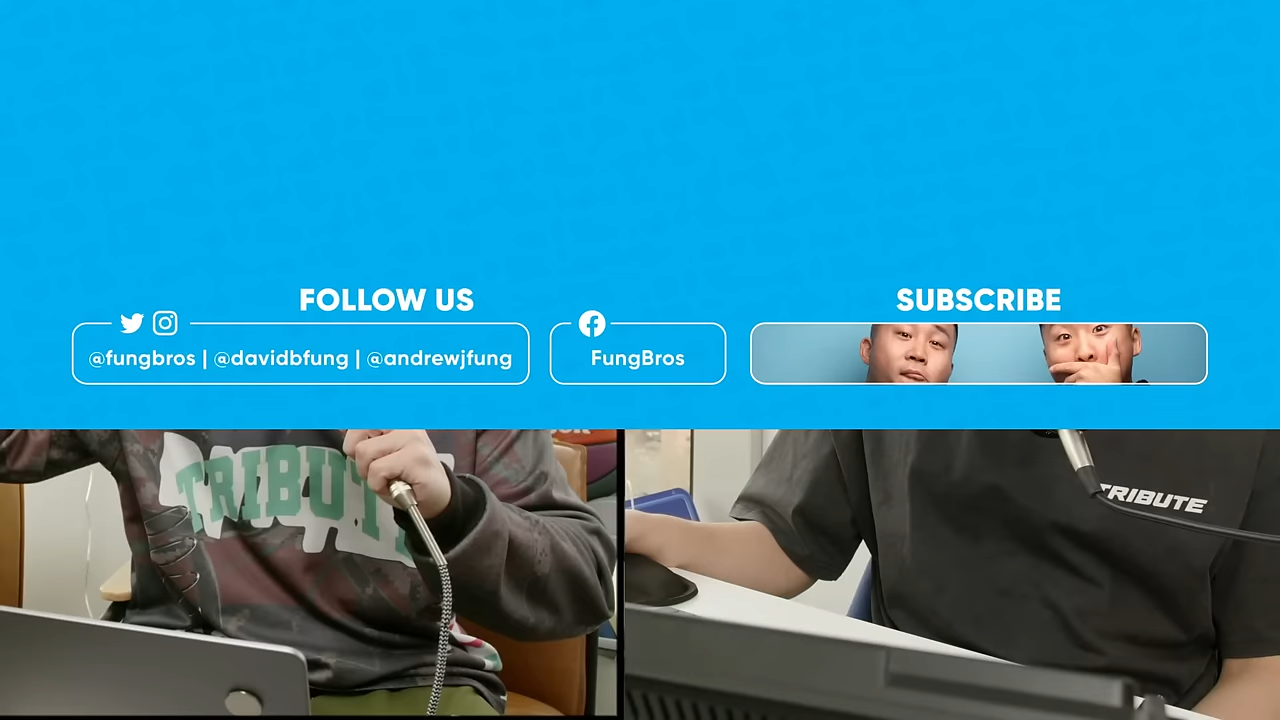 FOLLOW US
SUBSCRIBE
@fungbros | @davidbfung | @andrewjfung
FungBros
TRIBUTE
TRIBUTE